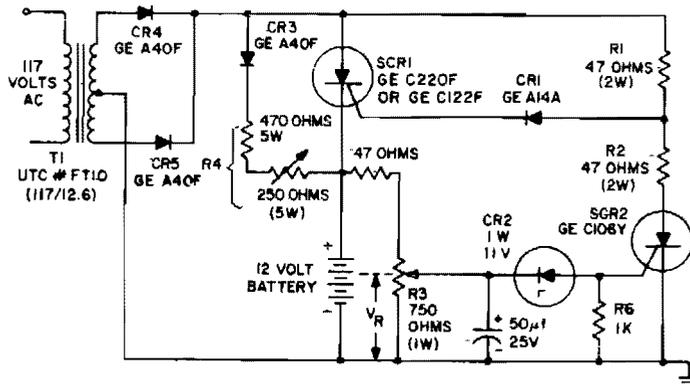 CR4
GE A40F
CR3
GE A40F
117
VOLTS
AC
SCR1
GE C220F
OR GE C122F
CR1
GE A14A
R1
47 OHMS
(2W)
T1
UTC # FT10
(117/12.6)
CR5
GE A40F
R4
470 OHMS
5W
250 OHMS
(5W)
47 OHMS
R2
47 OHMS
(2W)
CR2
1 W
11 V
SGR2
GE C106Y
+
12 VOLT
BATTERY
-
VR
R3
750
OHMS
(1W)
+
50µf
25V
-
R6
1K